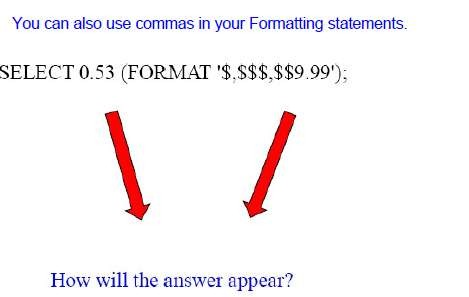 You can also use commas in your Formatting statements.
SELECT 0.53 (FORMAT '$,$$$,$$9.99');
How will the answer appear?